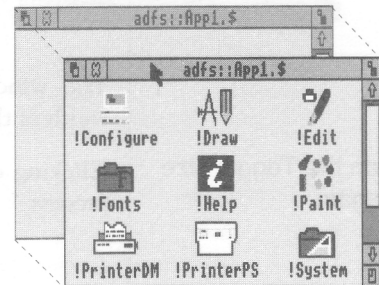 adfs::App1.$
adfs::App1.$
!Configure !Draw !Edit
!Fonts !Help !Paint
!PrinterDM !PrinterPS !System